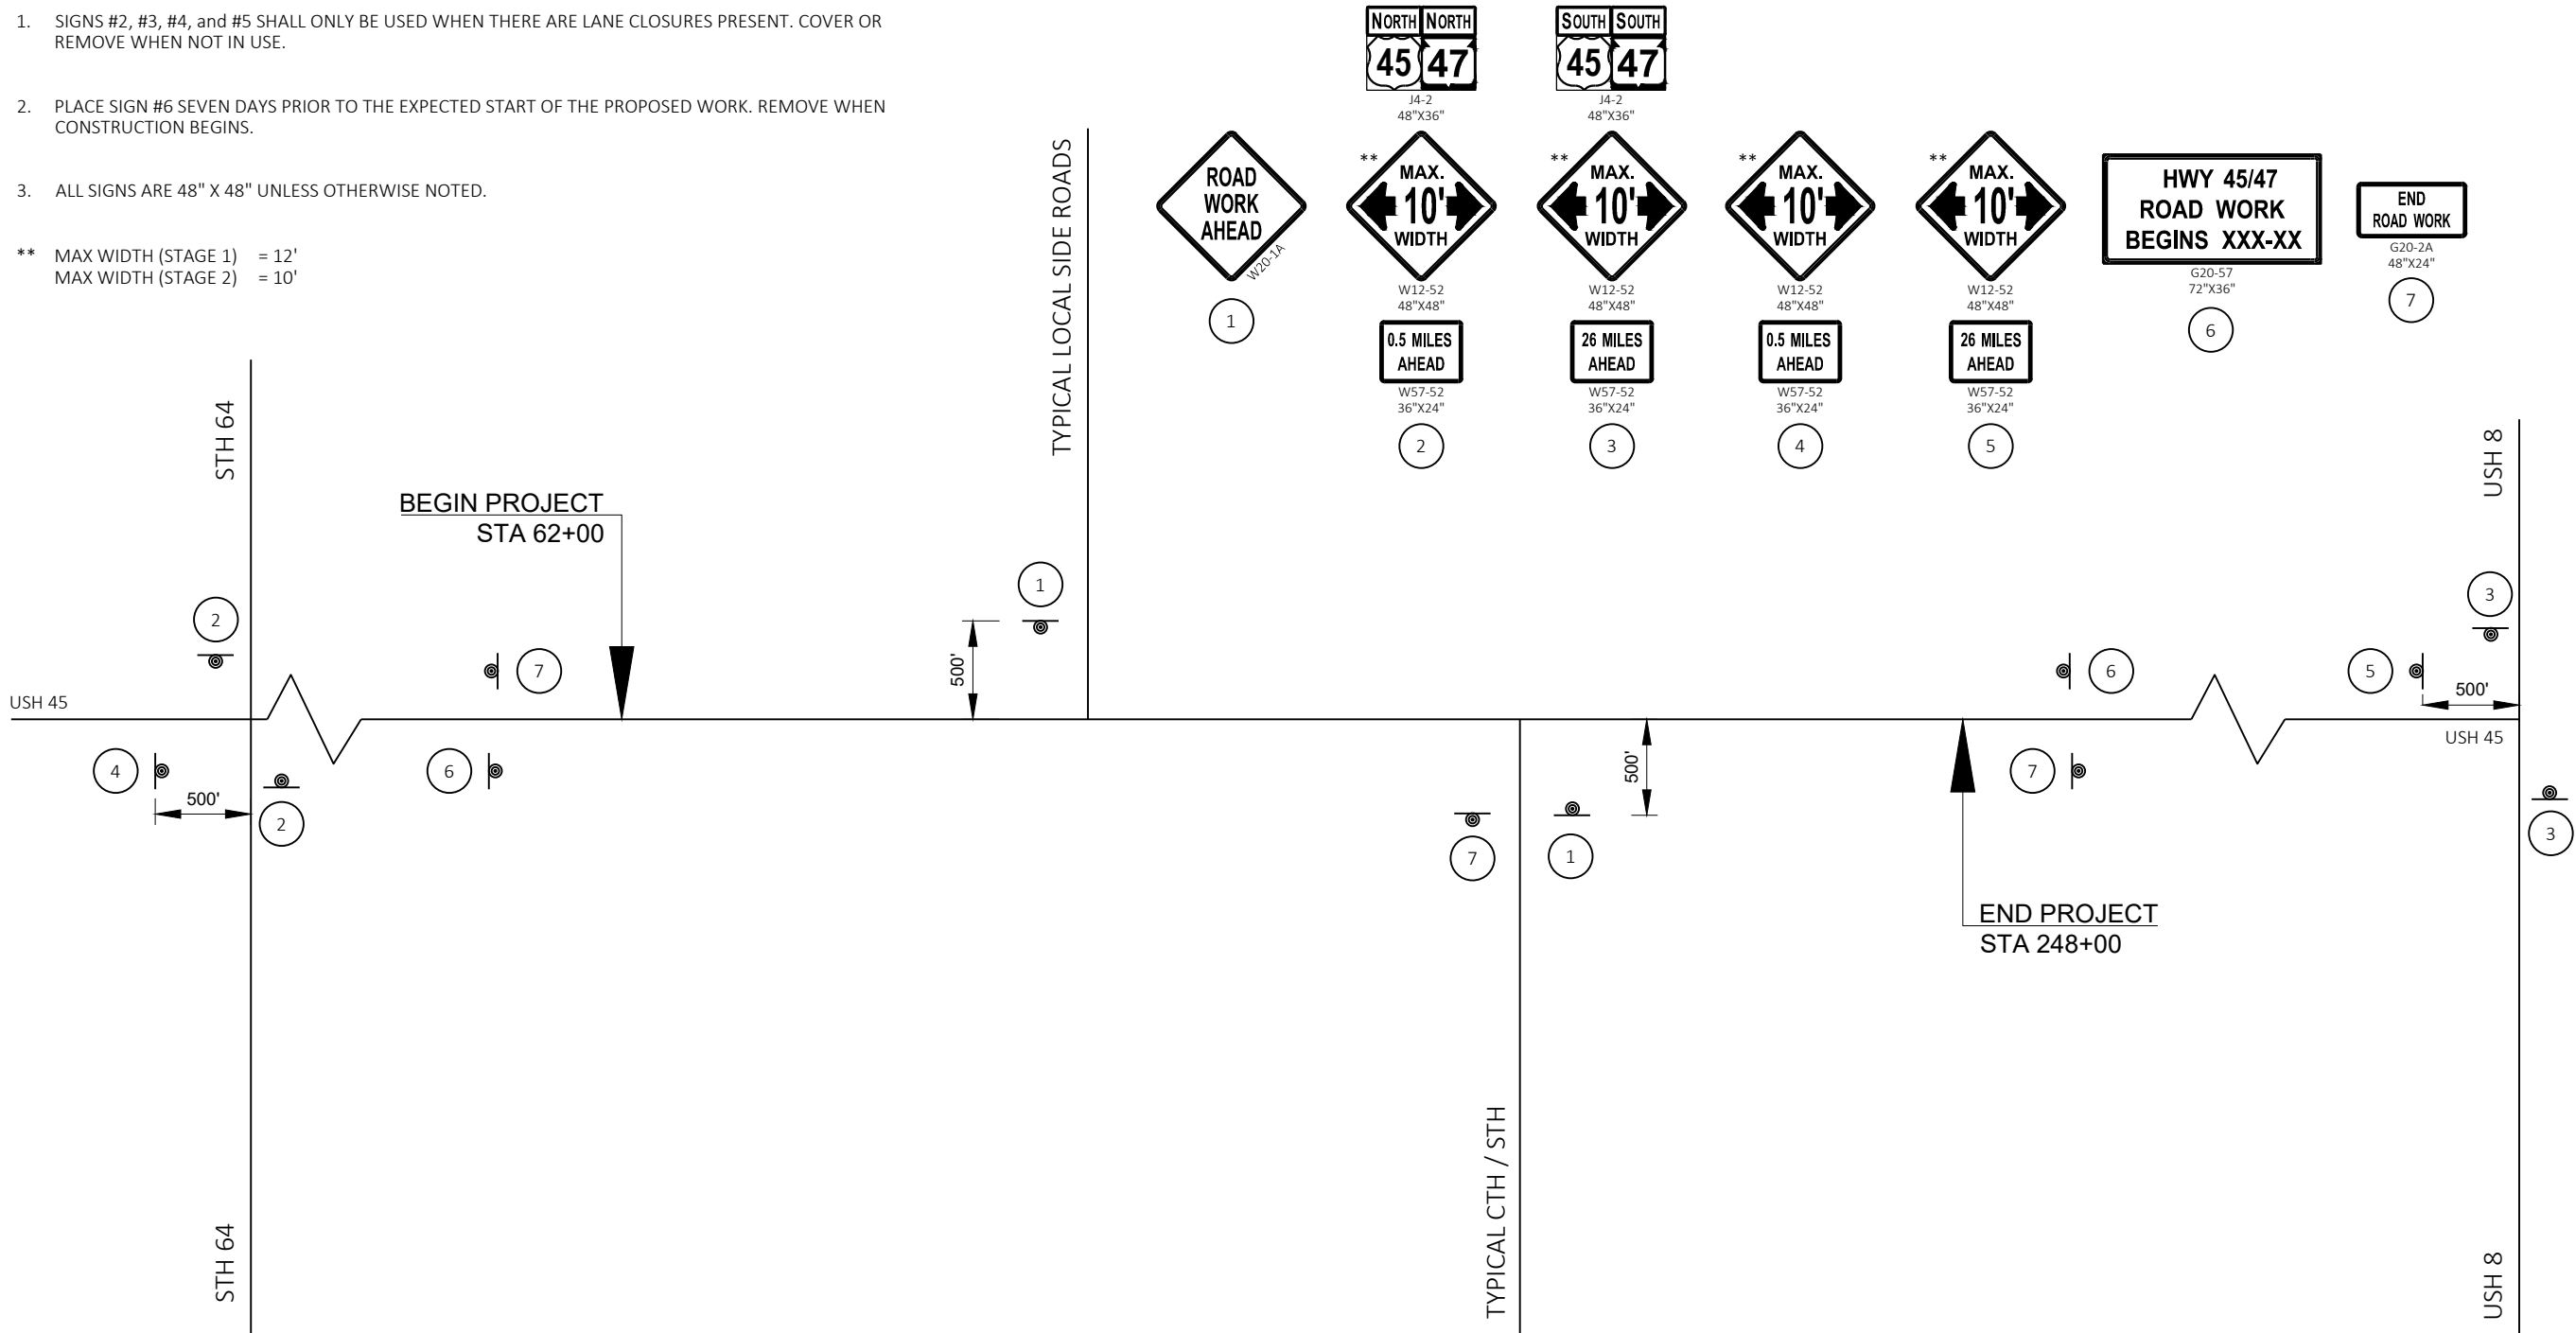 1. SIGNS #2, #3, #4, and #5 SHALL ONLY BE USED WHEN THERE ARE LANE CLOSURES PRESENT. COVER OR
REMOVE WHEN NOT IN USE.
2. PLACE SIGN #6 SEVEN DAYS PRIOR TO THE EXPECTED START OF THE PROPOSED WORK. REMOVE WHEN
CONSTRUCTION BEGINS.
3. ALL SIGNS ARE 48" X 48" UNLESS OTHERWISE NOTED.
** MAX WIDTH (STAGE 1) = 12'
MAX WIDTH (STAGE 2) = 10'
TYPICAL LOCAL SIDE ROADS
ROAD
WORK
AHEAD
W20-1A
1
NORTH NORTH
45 47
J4-2
48"X36"
**
MAX.
10'
WIDTH
W12-52
48"X48"
0.5 MILES
AHEAD
W57-52
36"X24"
2
SOUTH SOUTH
45 47
J4-2
48"X36"
**
MAX.
10'
WIDTH
W12-52
48"X48"
26 MILES
AHEAD
W57-52
36"X24"
3
**
MAX.
10'
WIDTH
W12-52
48"X48"
0.5 MILES
AHEAD
W57-52
36"X24"
4
**
MAX.
10'
WIDTH
W12-52
48"X48"
26 MILES
AHEAD
W57-52
36"X24"
5
HWY 45/47
ROAD WORK
BEGINS XXX-XX
G20-57
72"X36"
6
END
ROAD WORK
G20-2A
48"X24"
7
STH 64
BEGIN PROJECT
STA 62+00
USH 8
2
7
1
500'
6
5
3
500'
USH 45
USH 45
4
500'
2
6
7
1
500'
7
3
END PROJECT
STA 248+00
STH 64
TYPICAL CTH / STH
USH 8